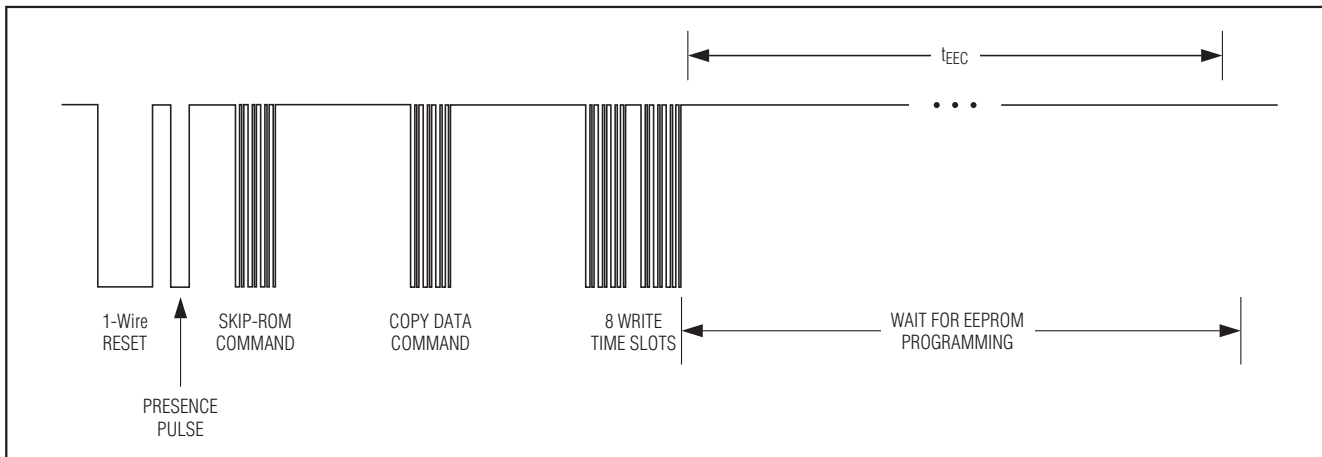 tEEC
1-Wire
RESET
SKIP-ROM
COMMAND
COPY DATA
COMMAND
8 WRITE
TIME SLOTS
WAIT FOR EEPROM
PROGRAMMING
PRESENCE
PULSE